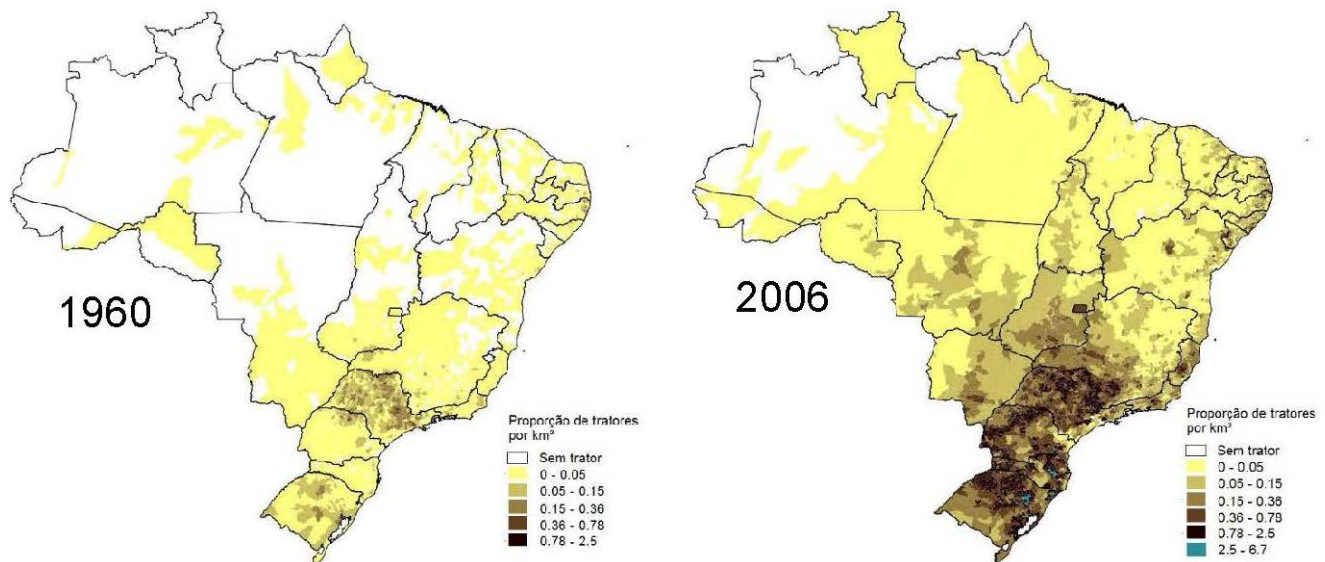 1960
Proporção de tratores
por km²
Sem trator
0 - 0.05
0.05 - 0.15
0.15 - 0.36
0.36 - 0.78
0.78 - 2.5
2006
Proporção de tratores
por km²
Sem trator
0 - 0.05
0.05 - 0.15
0.15 - 0.36
0.36 - 0.78
0.78 - 2.5
2.5 - 6.7